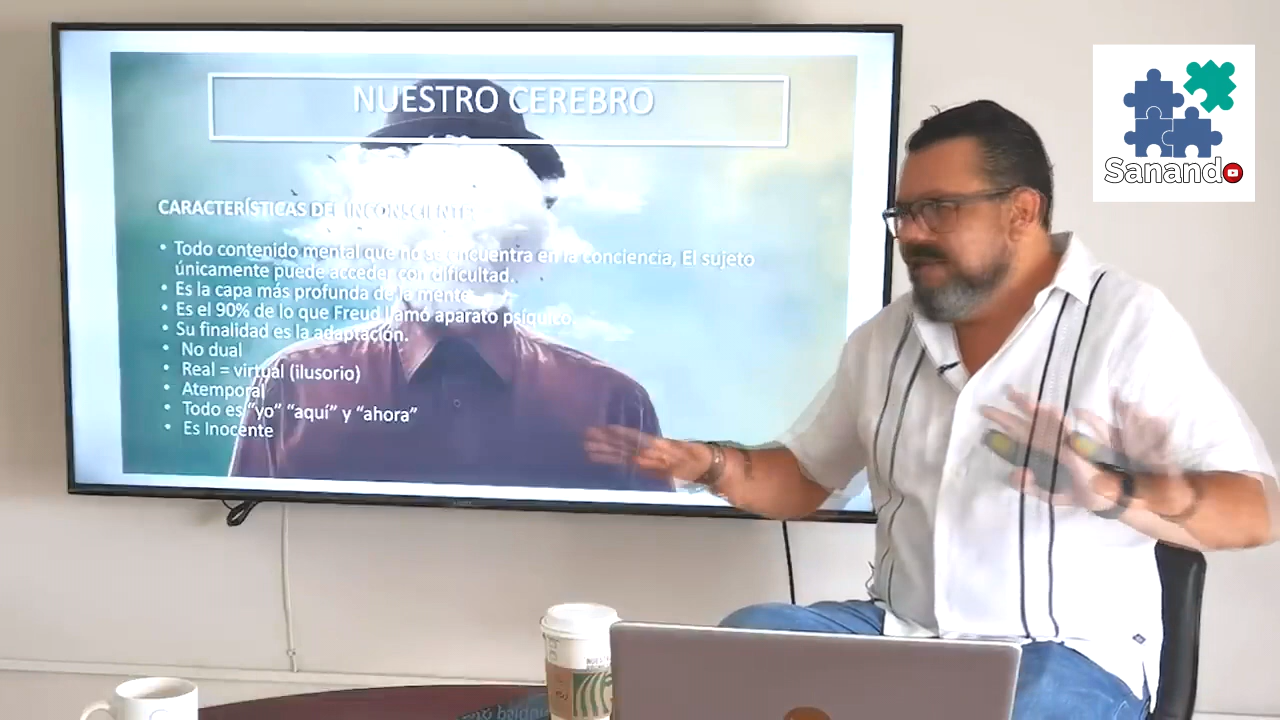 NUESTRO CEREBRO
CARACTERÍSTICAS DEL INCONSCIENTE
• Todo contenido mental que no se encuentra en la conciencia, El sujeto
únicamente puede acceder con dificultad.
• Es la capa más profunda de la mente.
• Es el 90% de lo que Freud llamó aparato psíquico.
• Su finalidad es la adaptación.
• No dual
• Real = virtual (ilusorio)
• Atemporal
• Todo es “yo” “aquí” y “ahora”
• Es Inocente
Sanando